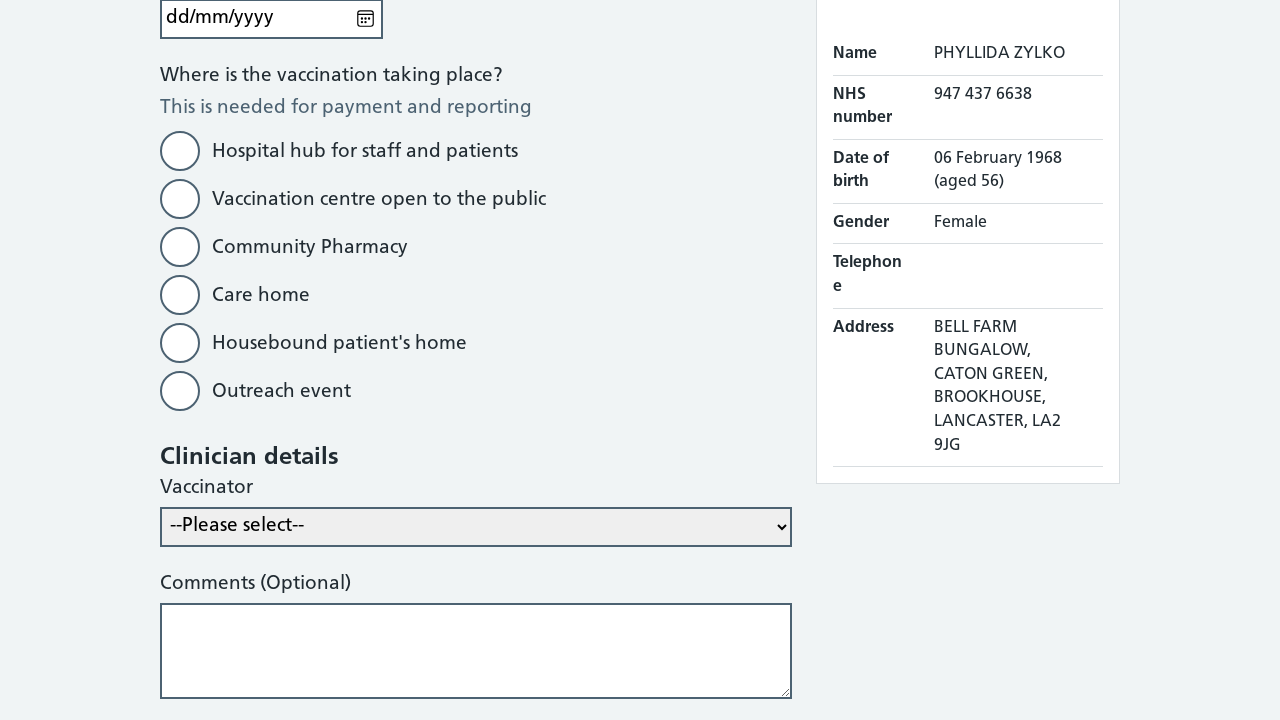 dd/mm/yyyy
Where is the vaccination taking place?
This is needed for payment and reporting
Hospital hub for staff and patients
Vaccination centre open to the public
Community Pharmacy
Care home
Housebound patient's home
Outreach event
Clinician details
Vaccinator
--Please select--
Comments (Optional)
Name PHYLLIDA ZYLKO
NHS number 947 437 6638
Date of birth 06 February 1968 (aged 56)
Gender Female
Telephone
Address BELL FARM
BUNGALOW,
CATON GREEN,
BROOKHOUSE,
LANCASTER, LA2
9JG